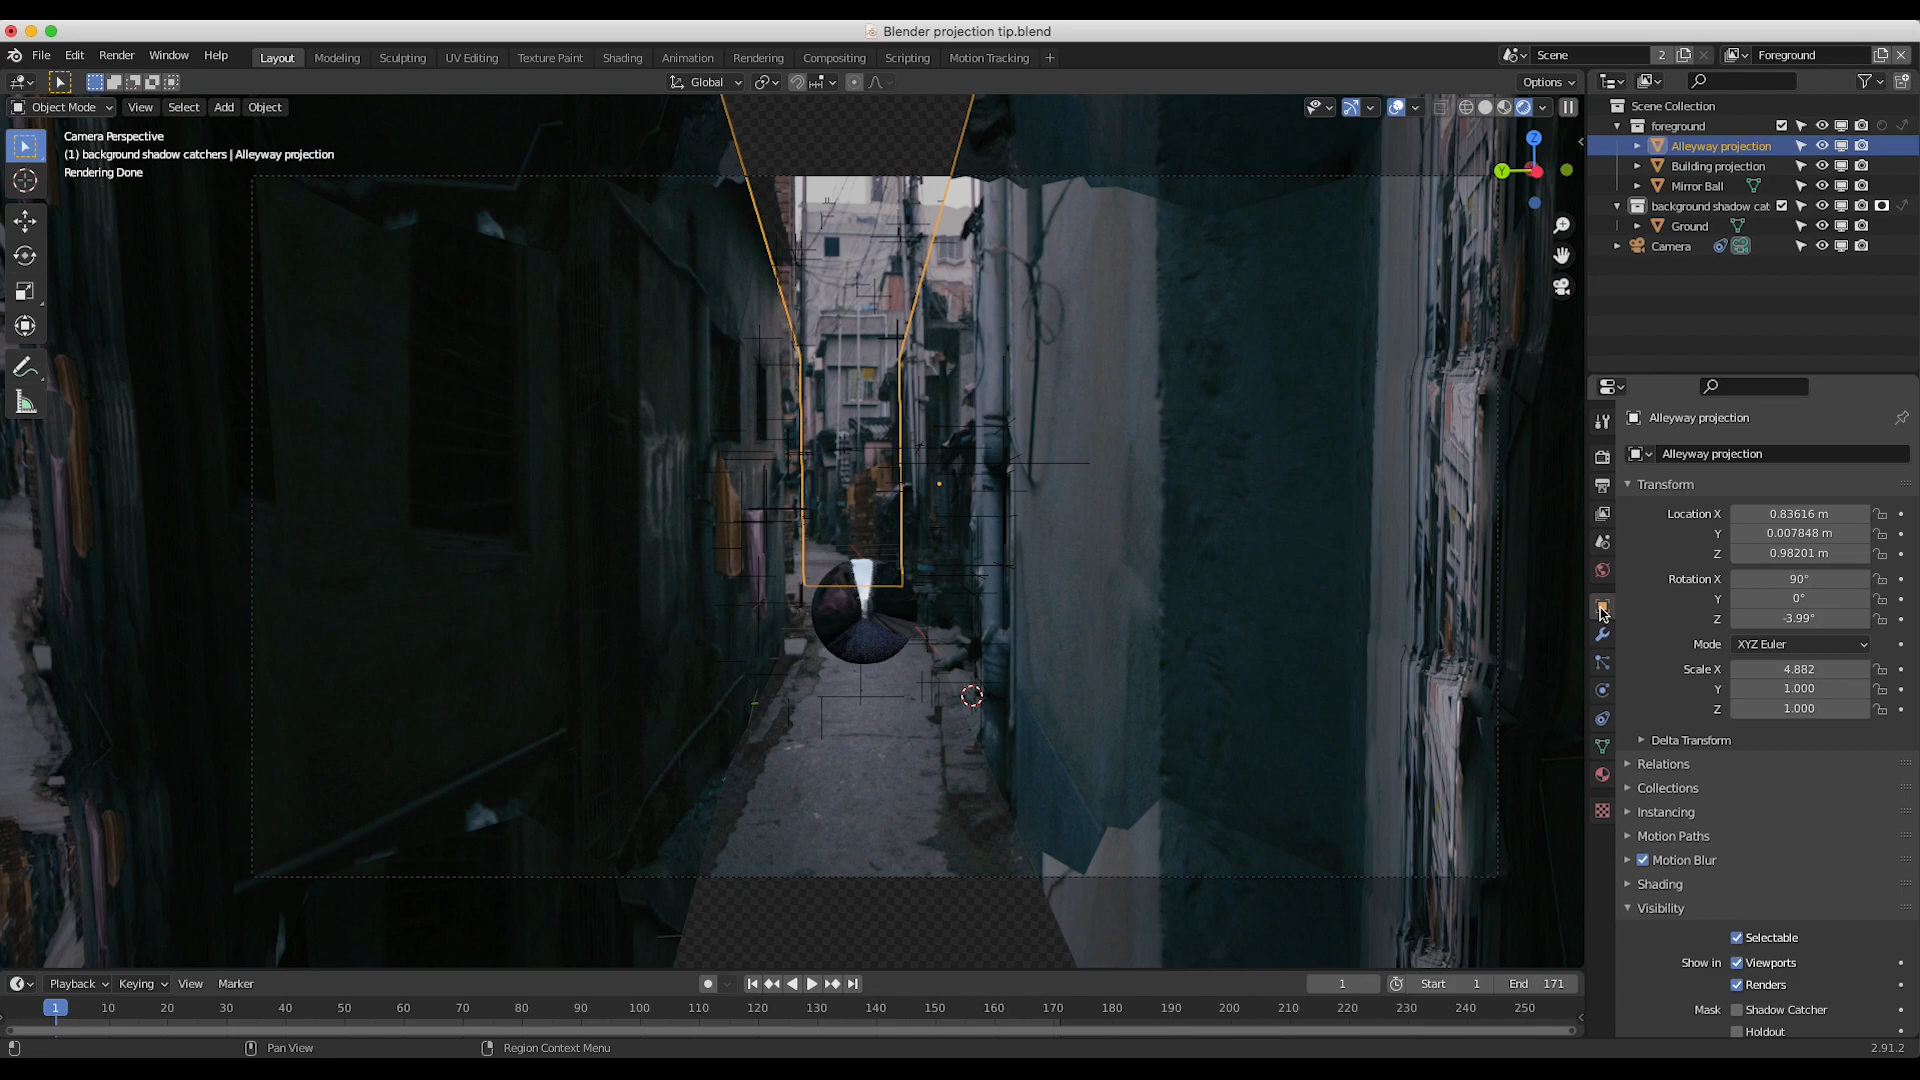 Blender projection tip.blend
File Edit Render Window Help Layout Modeling Sculpting UV Editing Texture Paint Shading Animation Rendering Compositing Scripting Motion Tracking + Scene 2 Foreground
Global Options
Object Mode View Select Add Object
Camera Perspective
(1) background shadow catchers | Alleyway projection
Rendering Done
Z
Y
Scene Collection
foreground
Alleyway projection
Building projection
Mirror Ball
background shadow cat
Ground
Camera
Alleyway projection
Alleyway projection
Transform
Location X 0.83616 m
Y 0.007848 m
Z 0.98201 m
Rotation X 90°
Y 0°
Z -3.99°
Mode XYZ Euler
Scale X 4.882
Y 1.000
Z 1.000
Delta Transform
Relations
Collections
Instancing
Motion Paths
Motion Blur
Shading
Visibility
Selectable
Show in Viewports
Renders
Mask Shadow Catcher
Holdout
Playback Keying View Marker 1 Start 1 End 171
1 10 20 30 40 50 60 70 80 90 100 110 120 130 140 150 160 170 180 190 200 210 220 230 240 250
Pan View Region Context Menu 2.91.2